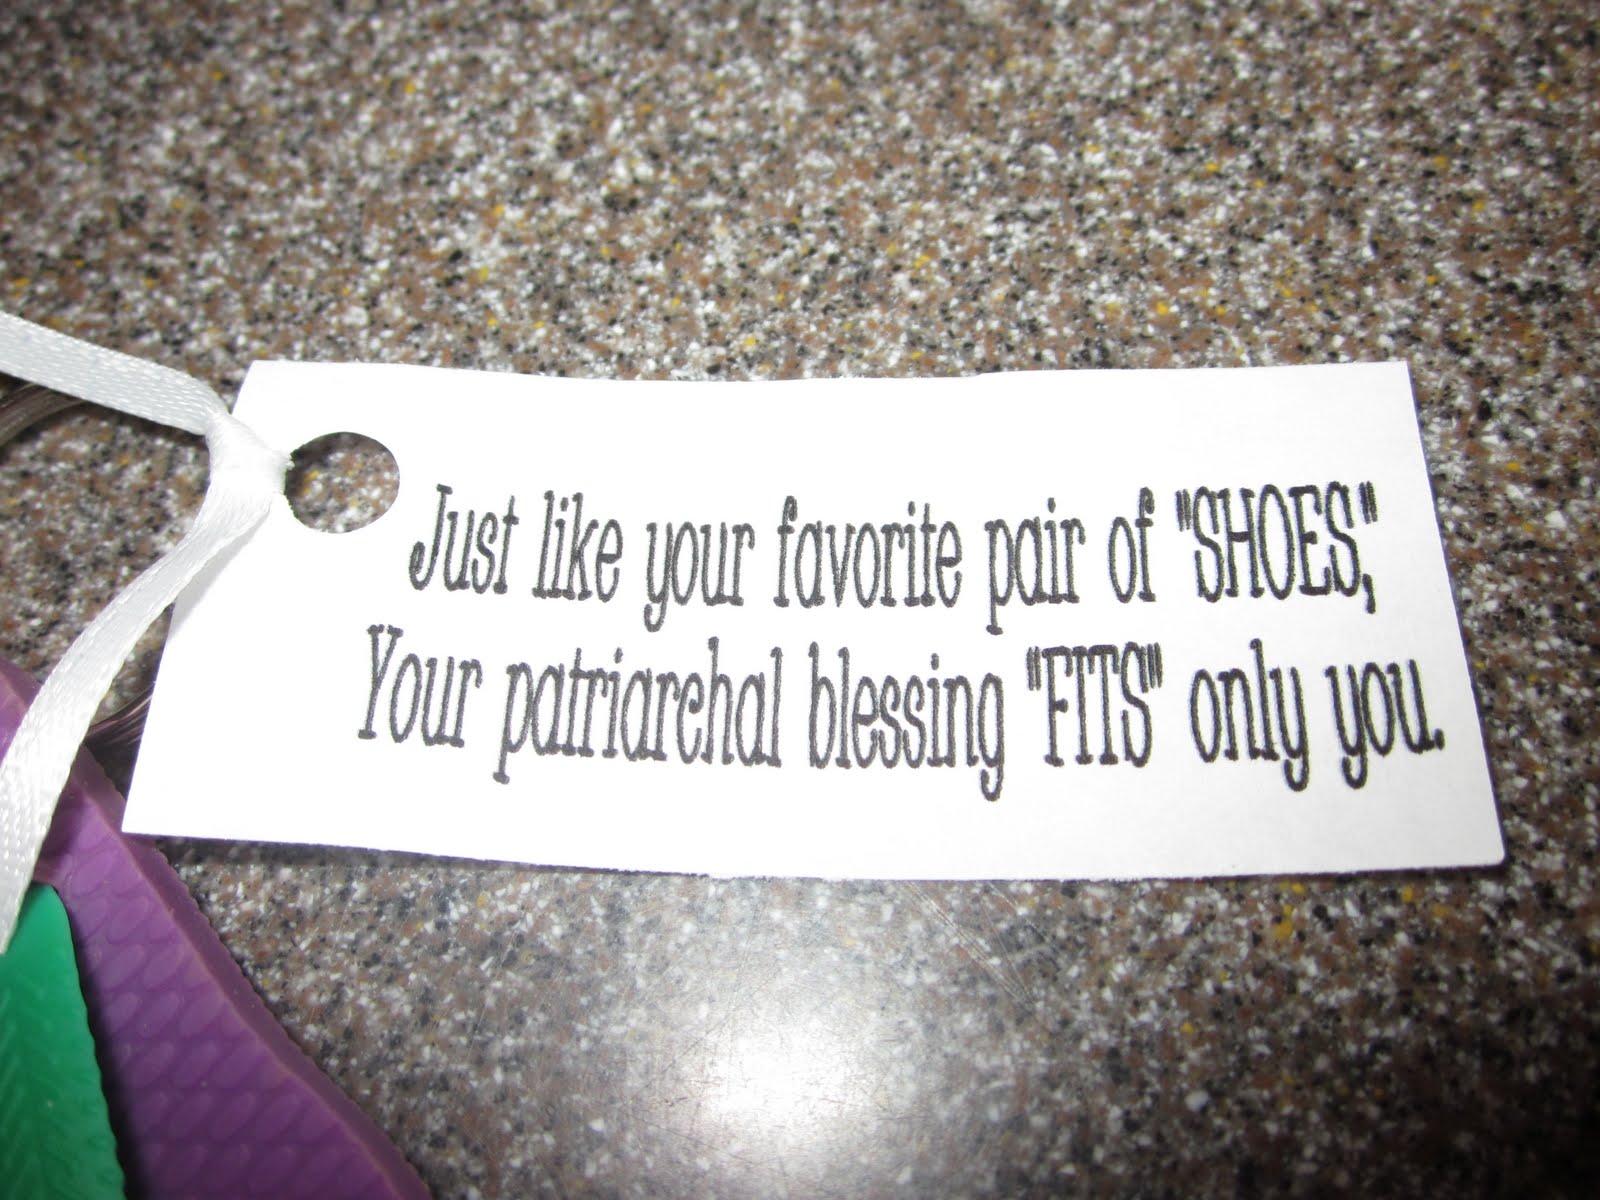 Just like your favorite pair of "SHOES,"
Your patriarchal blessing "FITS" only you.